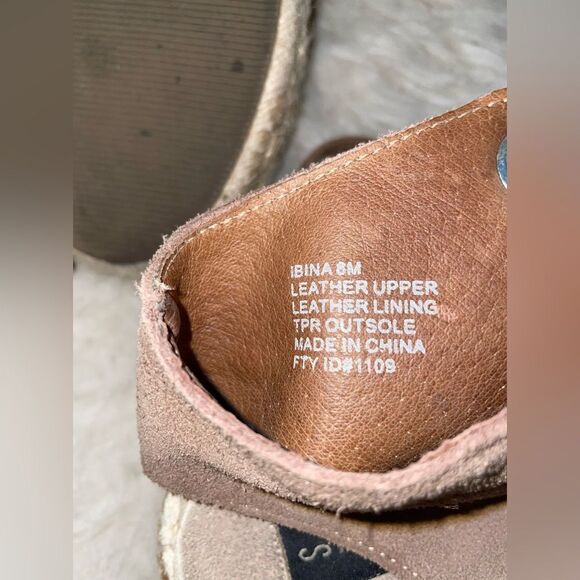 IBINA 8M
LEATHER UPPER
LEATHER LINING
TPR OUTSOLE
MADE IN CHINA
FTY ID#1109
S